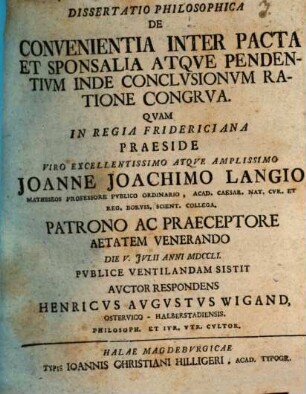 DISSERTATIO PHILOSOPHICA
DE
CONVENIENTIA INTER PACTA
ET SPONSALIA ATQVE PENDEN-
TIVM INDE CONCLVSIONVM RA-
TIONE CONGRVA.
QVAM
IN REGIA FRIDERICIANA
PRAESIDE
VIRO EXCELLENTISSIMO ATQVE AMPLISSIMO
JOANNE JOACHIMO LANGIO
MATHESEOS PROFESSORE PVBLICO ORDINARIO, ACAD. CAESAR. NAT. CVR. ET
REG. BORVSS. SCIENT. COLLEGA,
PATRONO AC PRAECEPTORE
AETATEM VENERANDO
DIE V. JVLII ANNI MDCCLI.
PVBLICE VENTILANDAM SISTIT
AVCTOR RESPONDENS
HENRICVS AVGVSTVS WIGAND,
OSTERVICO - HALBERSTADIENSIS.
PHILOSOPH. ET IVR. VTR. CVLTOR.
HALAE MAGDEBVRGICAE
TYPIS IOANNIS CHRISTIANI HILLIGERI, ACAD. TYPOGR.